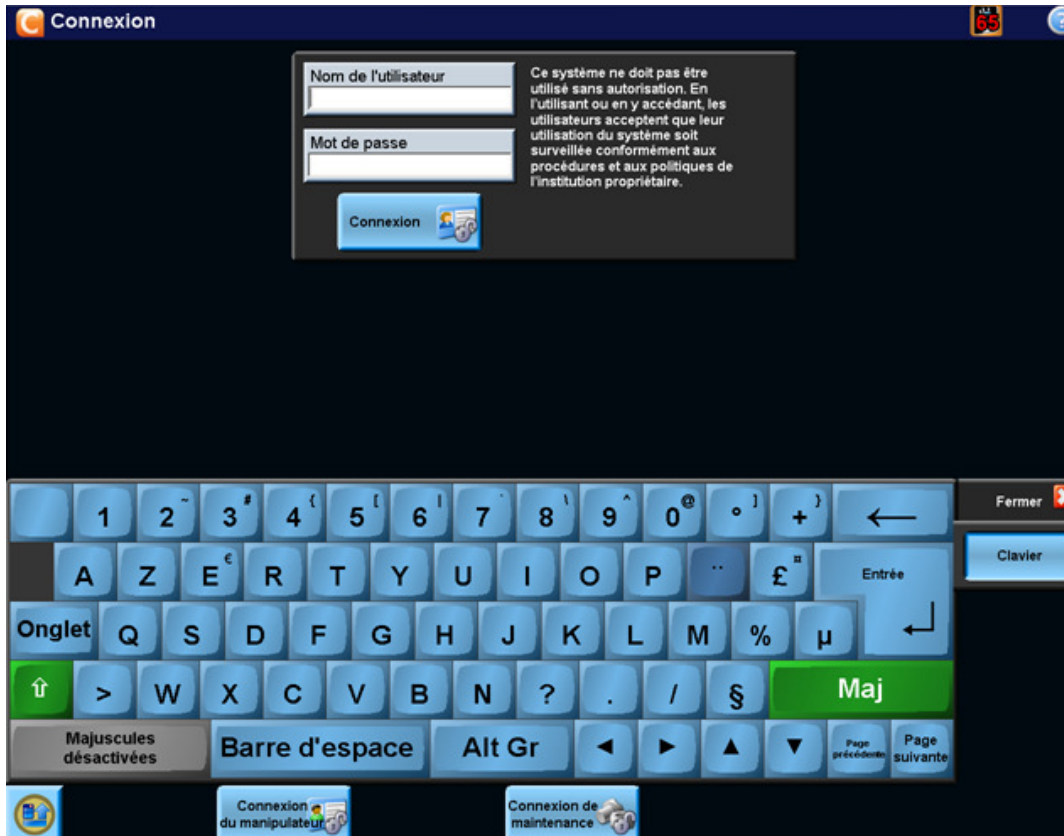 Connexion
65
?
Nom de l'utilisateur
Mot de passe
Connexion
Ce système ne doit pas être
utilisé sans autorisation. En
l'utilisant ou en y accédant, les
utilisateurs acceptent que leur
utilisation du système soit
surveillée conformément aux
procédures et aux politiques de
l'institution propriétaire.
1 2 ~ 3 # 4 { 5 [ 6 | 7 ` 8 \ 9 ^ 0 @ ° ] + } ←
A Z E € R T Y U I O P ¨ £ ¤ Entrée
Onglet Q S D F G H J K L M % µ
⇧ > W X C V B N ? . / § Maj
Majuscules
désactivées
Barre d'espace Alt Gr ◄ ► ▲ ▼
Page
précédente
Page
suivante
Fermer
Clavier
Connexion
du manipulateur
Connexion de
maintenance